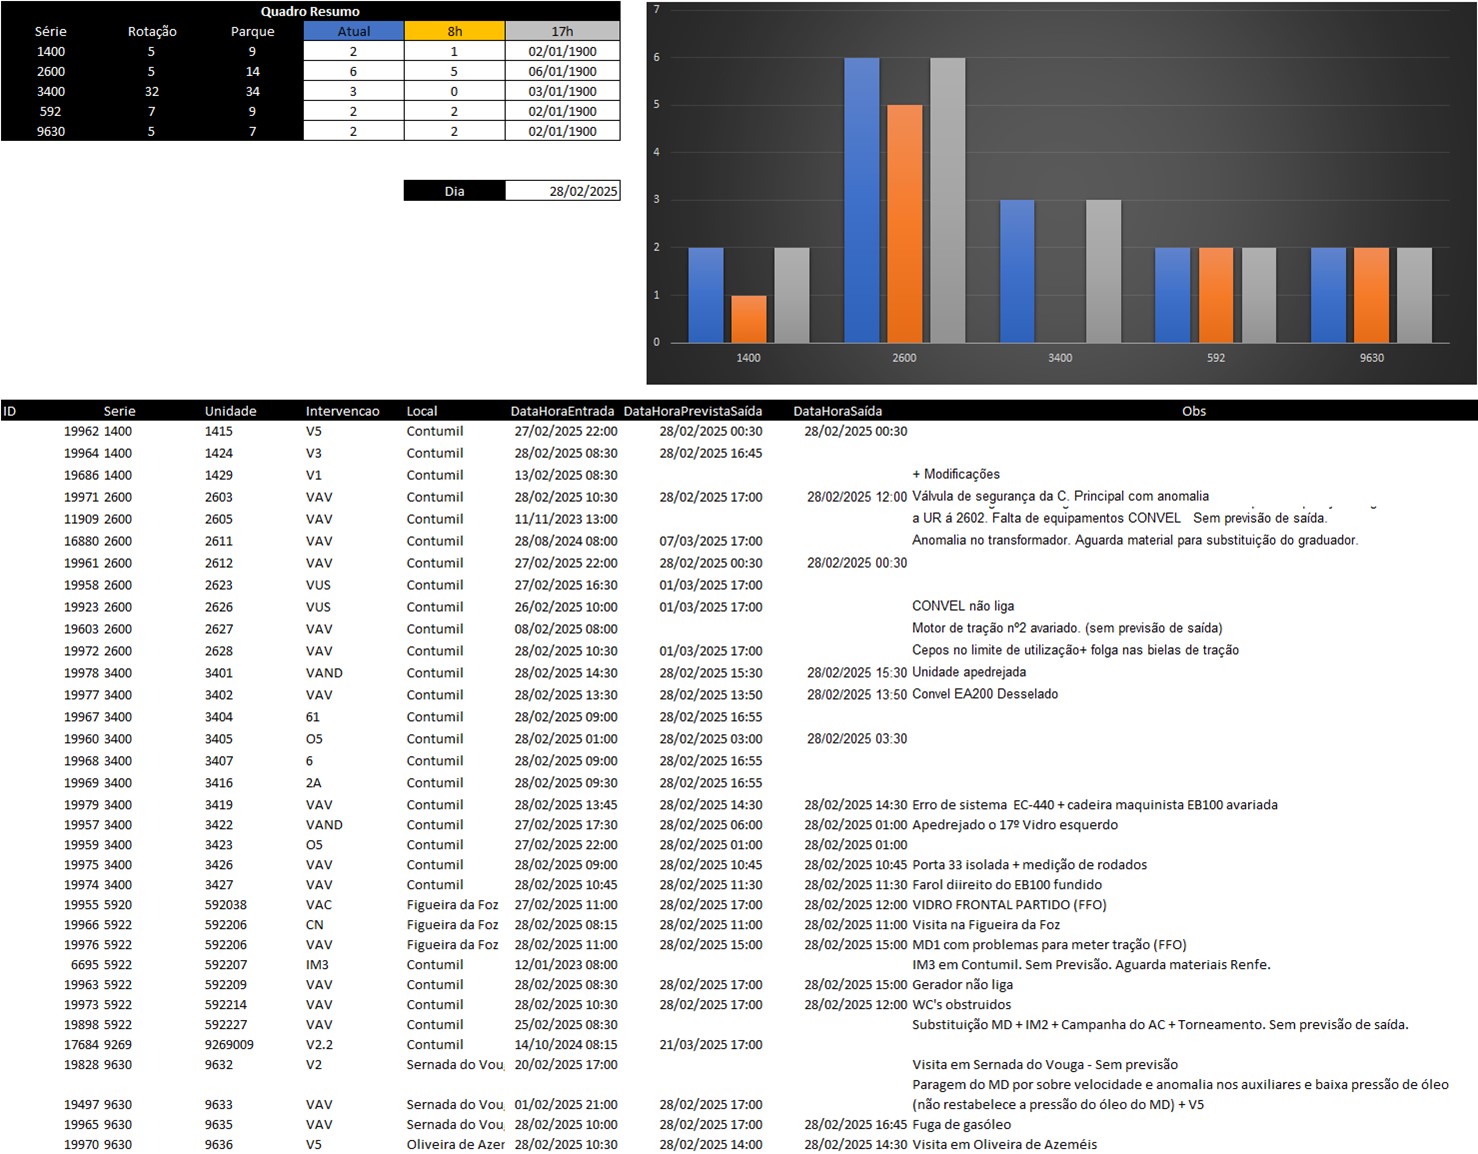 Quadro Resumo
Série Rotação Parque Atual 8h 17h
1400 5 9 2 1 02/01/1900
2600 5 14 6 5 06/01/1900
3400 32 34 3 0 03/01/1900
592 7 9 2 2 02/01/1900
9630 5 7 2 2 02/01/1900
Dia 28/02/2025
7
6
5
4
3
2
1
0
1400 2600 3400 592 9630
ID Serie Unidade Intervencao Local DataHoraEntrada DataHoraPrevistaSaída DataHoraSaída Obs
19962 1400 1415 V5 Contumil 27/02/2025 22:00 28/02/2025 00:30 28/02/2025 00:30
19964 1400 1424 V3 Contumil 28/02/2025 08:30 28/02/2025 16:45
19686 1400 1429 V1 Contumil 13/02/2025 08:30 + Modificações
19971 2600 2603 VAV Contumil 28/02/2025 10:30 28/02/2025 17:00 28/02/2025 12:00 Válvula de segurança da C. Principal com anomalia
11909 2600 2605 VAV Contumil 11/11/2023 13:00 a UR á 2602. Falta de equipamentos CONVEL Sem previsão de saída.
16880 2600 2611 VAV Contumil 28/08/2024 08:00 07/03/2025 17:00 Anomalia no transformador. Aguarda material para substituição do graduador.
19961 2600 2612 VAV Contumil 27/02/2025 22:00 28/02/2025 00:30 28/02/2025 00:30
19958 2600 2623 VUS Contumil 27/02/2025 16:30 01/03/2025 17:00
19923 2600 2626 VUS Contumil 26/02/2025 10:00 01/03/2025 17:00 CONVEL não liga
19603 2600 2627 VAV Contumil 08/02/2025 08:00 Motor de tração nº2 avariado. (sem previsão de saída)
19972 2600 2628 VAV Contumil 28/02/2025 10:30 01/03/2025 17:00 Cepos no limite de utilização+ folga nas bielas de tração
19978 3400 3401 VAND Contumil 28/02/2025 14:30 28/02/2025 15:30 28/02/2025 15:30 Unidade apedrejada
19977 3400 3402 VAV Contumil 28/02/2025 13:30 28/02/2025 13:50 28/02/2025 13:50 Convel EA200 Desselado
19967 3400 3404 61 Contumil 28/02/2025 09:00 28/02/2025 16:55
19960 3400 3405 O5 Contumil 28/02/2025 01:00 28/02/2025 03:00 28/02/2025 03:30
19968 3400 3407 6 Contumil 28/02/2025 09:00 28/02/2025 16:55
19969 3400 3416 2A Contumil 28/02/2025 09:30 28/02/2025 16:55
19979 3400 3419 VAV Contumil 28/02/2025 13:45 28/02/2025 14:30 28/02/2025 14:30 Erro de sistema EC-440 + cadeira maquinista EB100 avariada
19957 3400 3422 VAND Contumil 27/02/2025 17:30 28/02/2025 06:00 28/02/2025 01:00 Apedrejado o 17º Vidro esquerdo
19959 3400 3423 O5 Contumil 27/02/2025 22:00 28/02/2025 01:00 28/02/2025 01:00
19975 3400 3426 VAV Contumil 28/02/2025 09:00 28/02/2025 10:45 28/02/2025 10:45 Porta 33 isolada + medição de rodados
19974 3400 3427 VAV Contumil 28/02/2025 10:45 28/02/2025 11:30 28/02/2025 11:30 Farol diireito do EB100 fundido
19955 5920 592038 VAC Figueira da Foz 27/02/2025 11:00 28/02/2025 17:00 28/02/2025 12:00 VIDRO FRONTAL PARTIDO (FFO)
19966 5922 592206 CN Figueira da Foz 28/02/2025 08:15 28/02/2025 11:00 28/02/2025 11:00 Visita na Figueira da Foz
19976 5922 592206 VAV Figueira da Foz 28/02/2025 11:00 28/02/2025 15:00 28/02/2025 15:00 MD1 com problemas para meter tração (FFO)
6695 5922 592207 IM3 Contumil 12/01/2023 08:00 IM3 em Contumil. Sem Previsão. Aguarda materiais Renfe.
19963 5922 592209 VAV Contumil 28/02/2025 08:30 28/02/2025 17:00 28/02/2025 15:00 Gerador não liga
19973 5922 592214 VAV Contumil 28/02/2025 10:30 28/02/2025 17:00 28/02/2025 12:00 WC's obstruidos
19898 5922 592227 VAV Contumil 25/02/2025 08:30 Substituição MD + IM2 + Campanha do AC + Torneamento. Sem previsão de saída.
17684 9269 9269009 V2.2 Contumil 14/10/2024 08:15 21/03/2025 17:00
19828 9630 9632 V2 Sernada do Vou 20/02/2025 17:00 Visita em Sernada do Vouga - Sem previsão
Paragem do MD por sobre velocidade e anomalia nos auxiliares e baixa pressão de óleo
19497 9630 9633 VAV Sernada do Vou 01/02/2025 21:00 28/02/2025 17:00 (não restabelece a pressão do óleo do MD) + V5
19965 9630 9635 VAV Sernada do Vou 28/02/2025 10:00 28/02/2025 17:00 28/02/2025 16:45 Fuga de gasóleo
19970 9630 9636 V5 Oliveira de Azer 28/02/2025 10:30 28/02/2025 14:00 28/02/2025 14:30 Visita em Oliveira de Azeméis